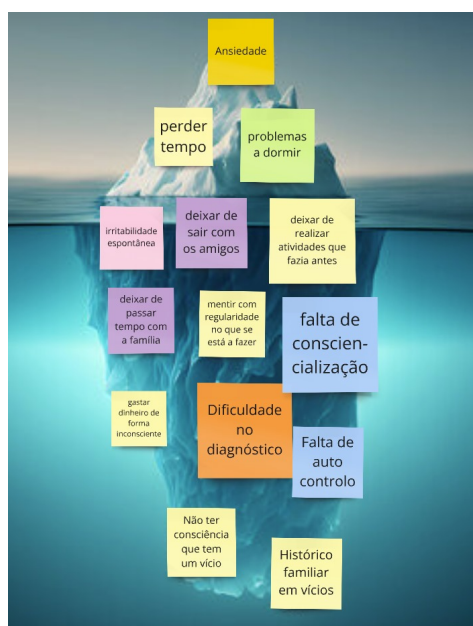 Ansiedade
perder
tempo
problemas
a dormir
irritabilidade
espontânea
deixar de
sair com
os amigos
deixar de
realizar
atividades que
fazia antes
deixar de
passar
tempo com
a família
mentir com
regularidade
no que se
está a fazer
falta de
conscien-
cialização
gastar
dinheiro de
forma
inconsciente
Dificuldade
no
diagnóstico
Falta de
auto
controlo
Não ter
consciência
que tem
um vício
Histórico
familiar
em vícios